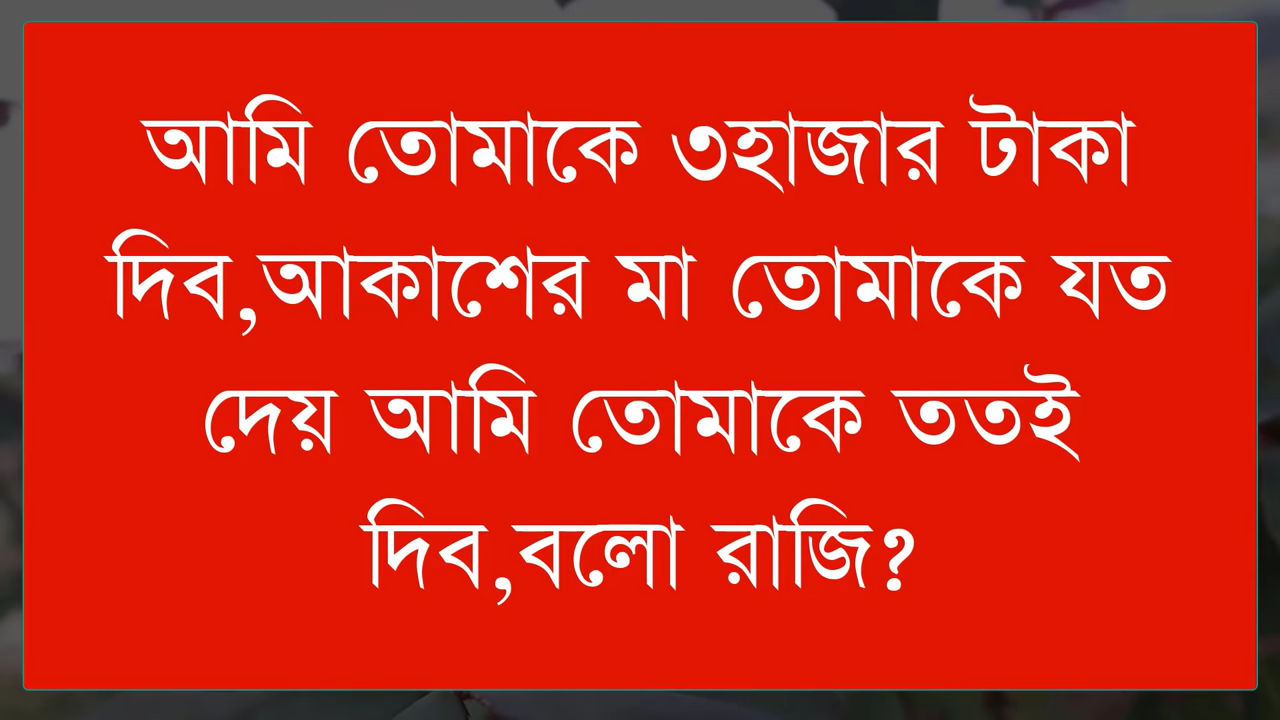 আমি তোমাকে ৩হাজার টাকা
দিব,আকাশের মা তোমাকে যত
দেয় আমি তোমাকে ততই
দিব,বলো রাজি?